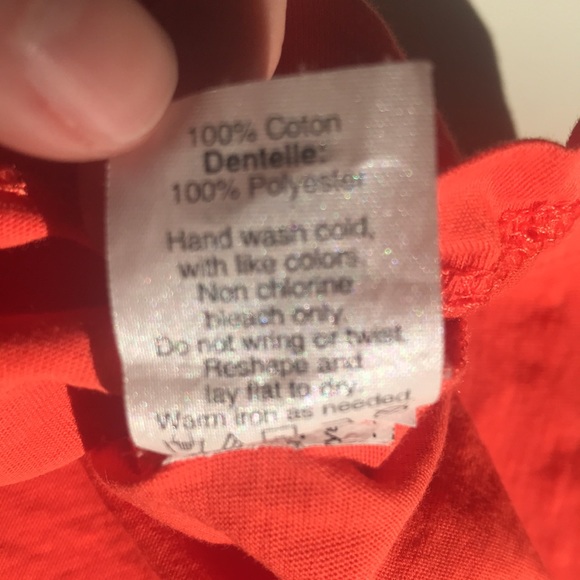 100% Coton
Dentelle:
100% Polyester
Hand wash cold,
with like colors.
Non chlorine
bleach only.
Do not wring or twist.
Reshape and
lay flat to dry.
Warm iron as needed.